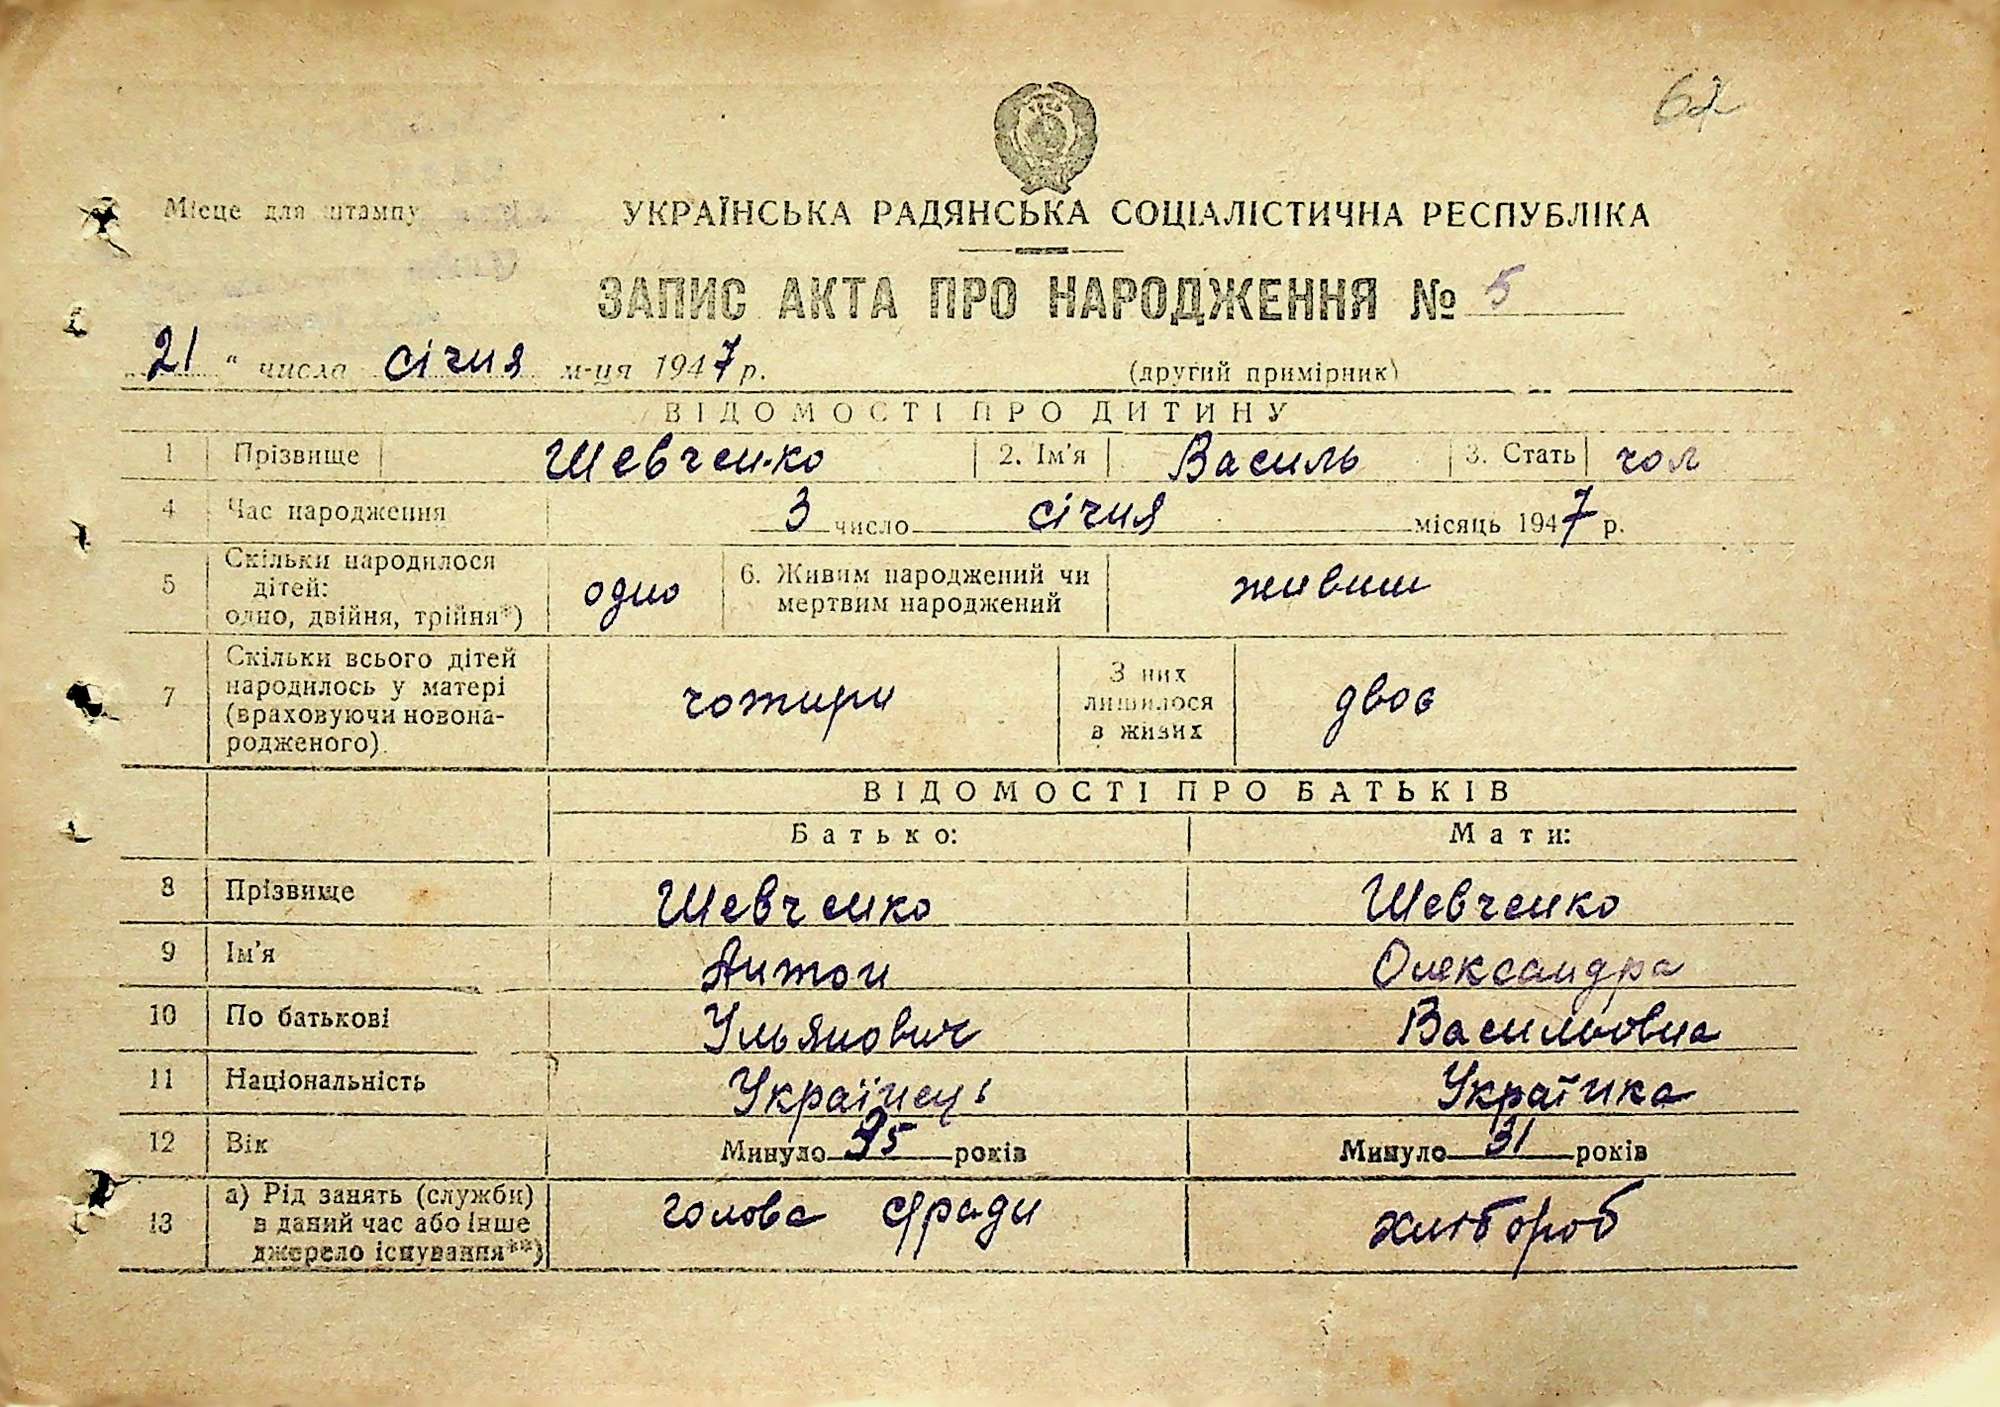 62
Місце для штампу
УКРАЇНСЬКА РАДЯНСЬКА СОЦІАЛІСТИЧНА РЕСПУБЛІКА
ЗАПИС АКТА ПРО НАРОДЖЕННЯ № 5
„21“ числа січня м-ця 1947 р. (другий примірник)
ВІДОМОСТІ ПРО ДИТИНУ
1 Прізвище Шевченко 2. Ім'я Василь 3. Стать чол
4 Час народження 3 число січня місяць 1947 р.
5 Скільки народилося дітей: одно, двійня, трійня*) одно 6. Живим народжений чи мертвим народжений живим
7 Скільки всього дітей народилось у матері (враховуючи новонародженого). чотири З них лишилося в живих двоє
ВІДОМОСТІ ПРО БАТЬКІВ
Батько: Мати:
8 Прізвище Шевченко Шевченко
9 Ім'я Антон Олександра
10 По батькові Ульянович Васильовна
11 Національність Українець Українка
12 Вік Минуло 35 років Минуло 31 років
13 а) Рід занять (служби) в даний час або інше джерело існування**) голова с/ради хлібороб